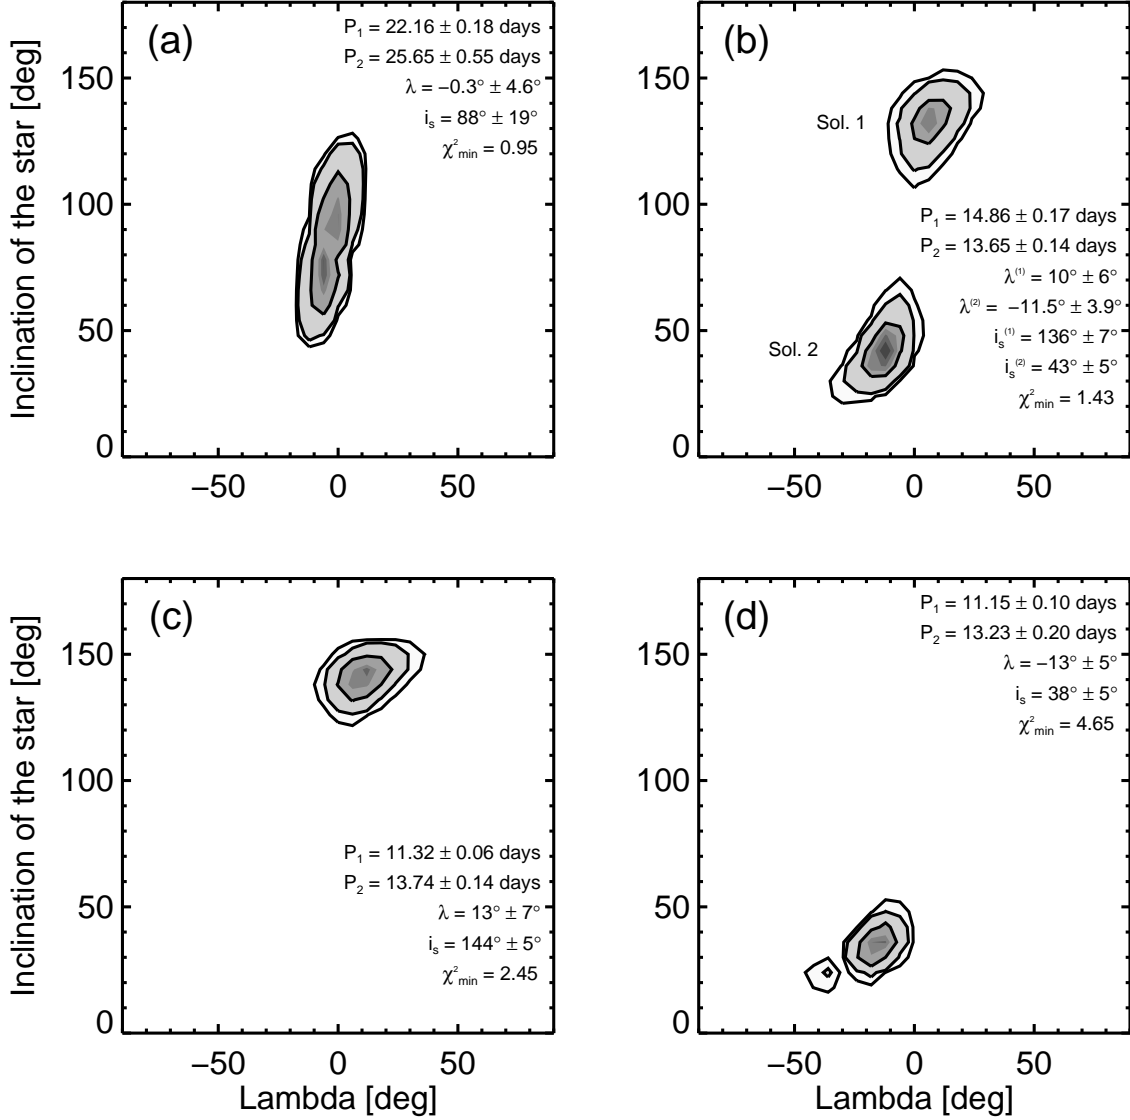 (a)
P₁ = 22.16 ± 0.18 days
P₂ = 25.65 ± 0.55 days
λ = −0.3° ± 4.6°
iₛ = 88° ± 19°
χ²min = 0.95
Inclination of the star [deg]
150
100
50
0
−50 0 50
(b)
Sol. 1
P₁ = 14.86 ± 0.17 days
P₂ = 13.65 ± 0.14 days
λ⁽¹⁾ = 10° ± 6°
λ⁽²⁾ = −11.5° ± 3.9°
iₛ⁽¹⁾ = 136° ± 7°
Sol. 2
iₛ⁽²⁾ = 43° ± 5°
χ²min = 1.43
150
100
50
0
−50 0 50
(c)
P₁ = 11.32 ± 0.06 days
P₂ = 13.74 ± 0.14 days
λ = 13° ± 7°
iₛ = 144° ± 5°
χ²min = 2.45
Inclination of the star [deg]
150
100
50
0
−50 0 50
Lambda [deg]
(d)
P₁ = 11.15 ± 0.10 days
P₂ = 13.23 ± 0.20 days
λ = −13° ± 5°
iₛ = 38° ± 5°
χ²min = 4.65
150
100
50
0
−50 0 50
Lambda [deg]